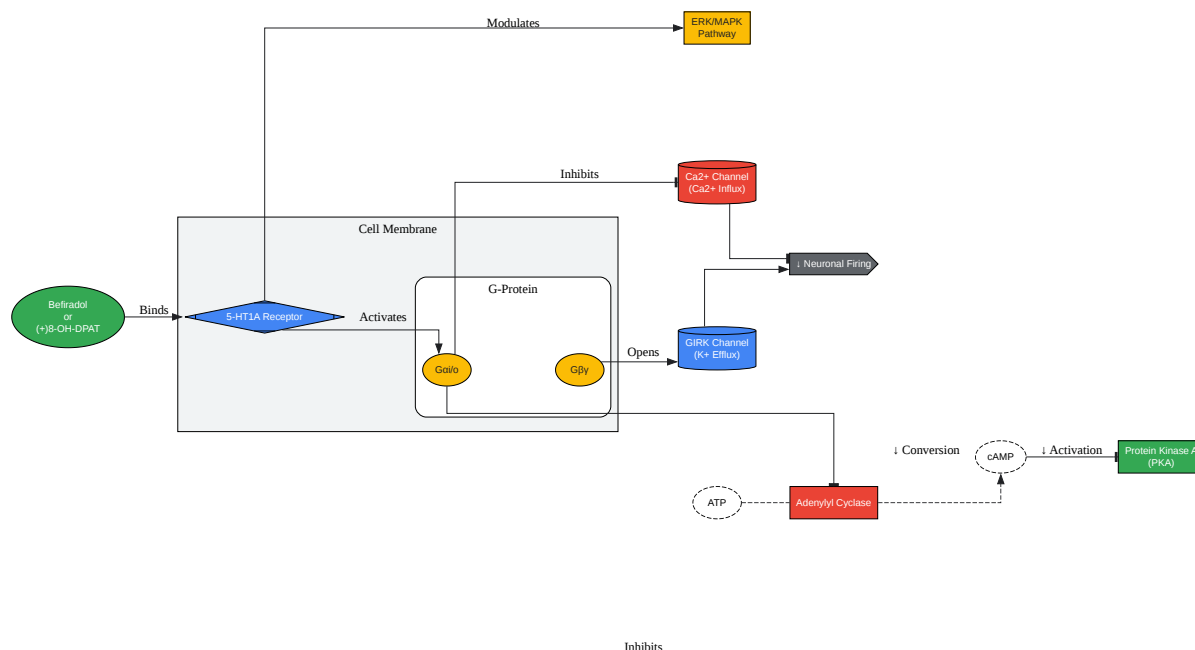 Modulates
ERK/MAPK
Pathway
Inhibits
Ca2+ Channel
(Ca2+ Influx)
Cell Membrane
↓ Neuronal Firing
G-Protein
Befiradol
or
(+)8-OH-DPAT
Binds
5-HT1A Receptor
Activates
Gαi/o
Gβγ
Opens
GIRK Channel
(K+ Efflux)
↓ Conversion
cAMP
↓ Activation
Protein Kinase A
(PKA)
ATP
Adenylyl Cyclase
Inhibits